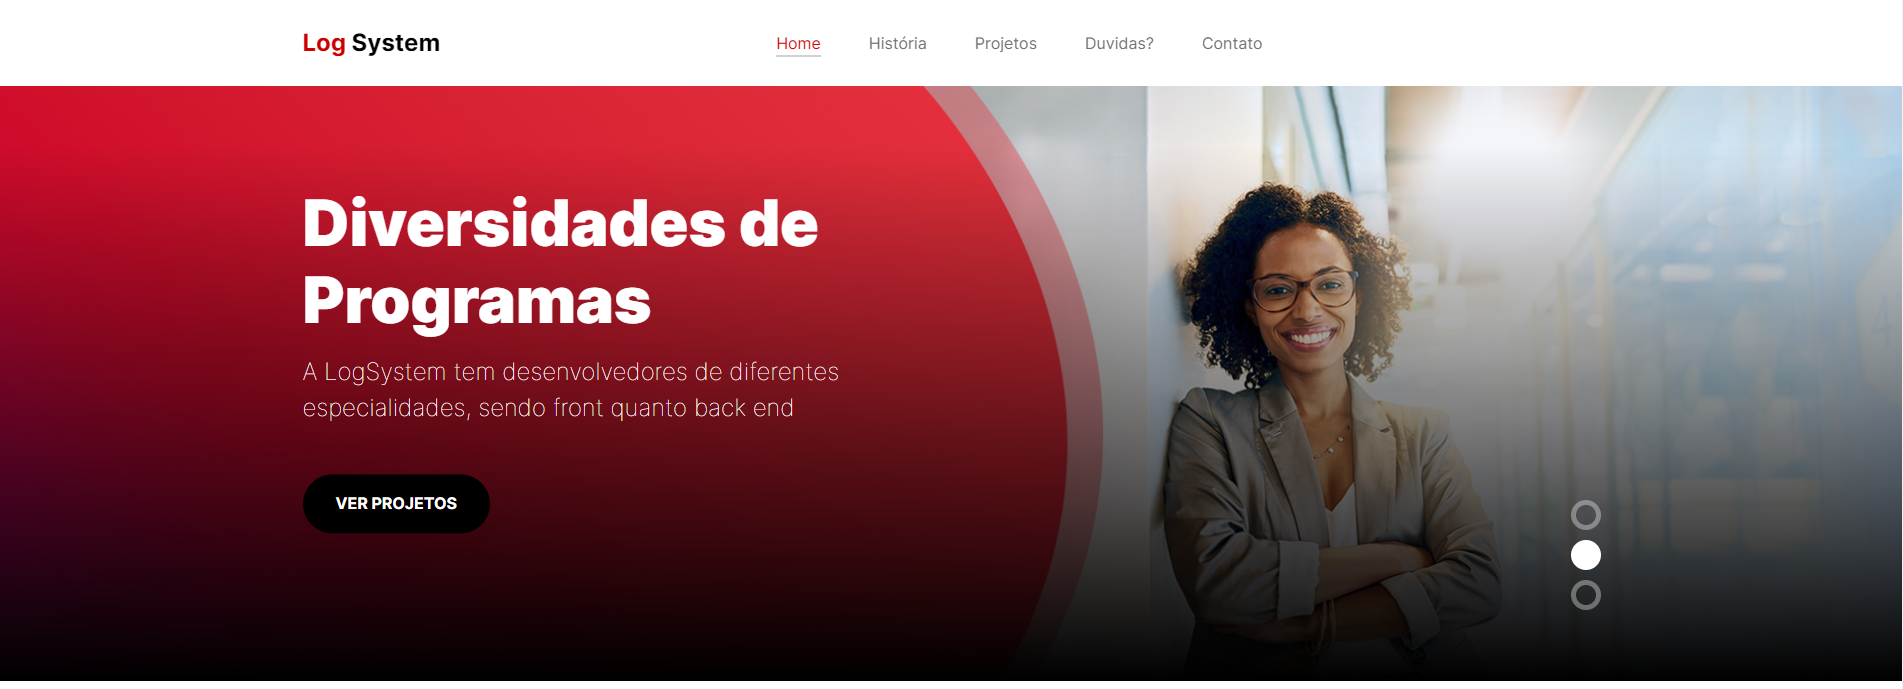 Log System
Home História Projetos Duvidas? Contato
Diversidades de
Programas
A LogSystem tem desenvolvedores de diferentes
especialidades, sendo front quanto back end
VER PROJETOS